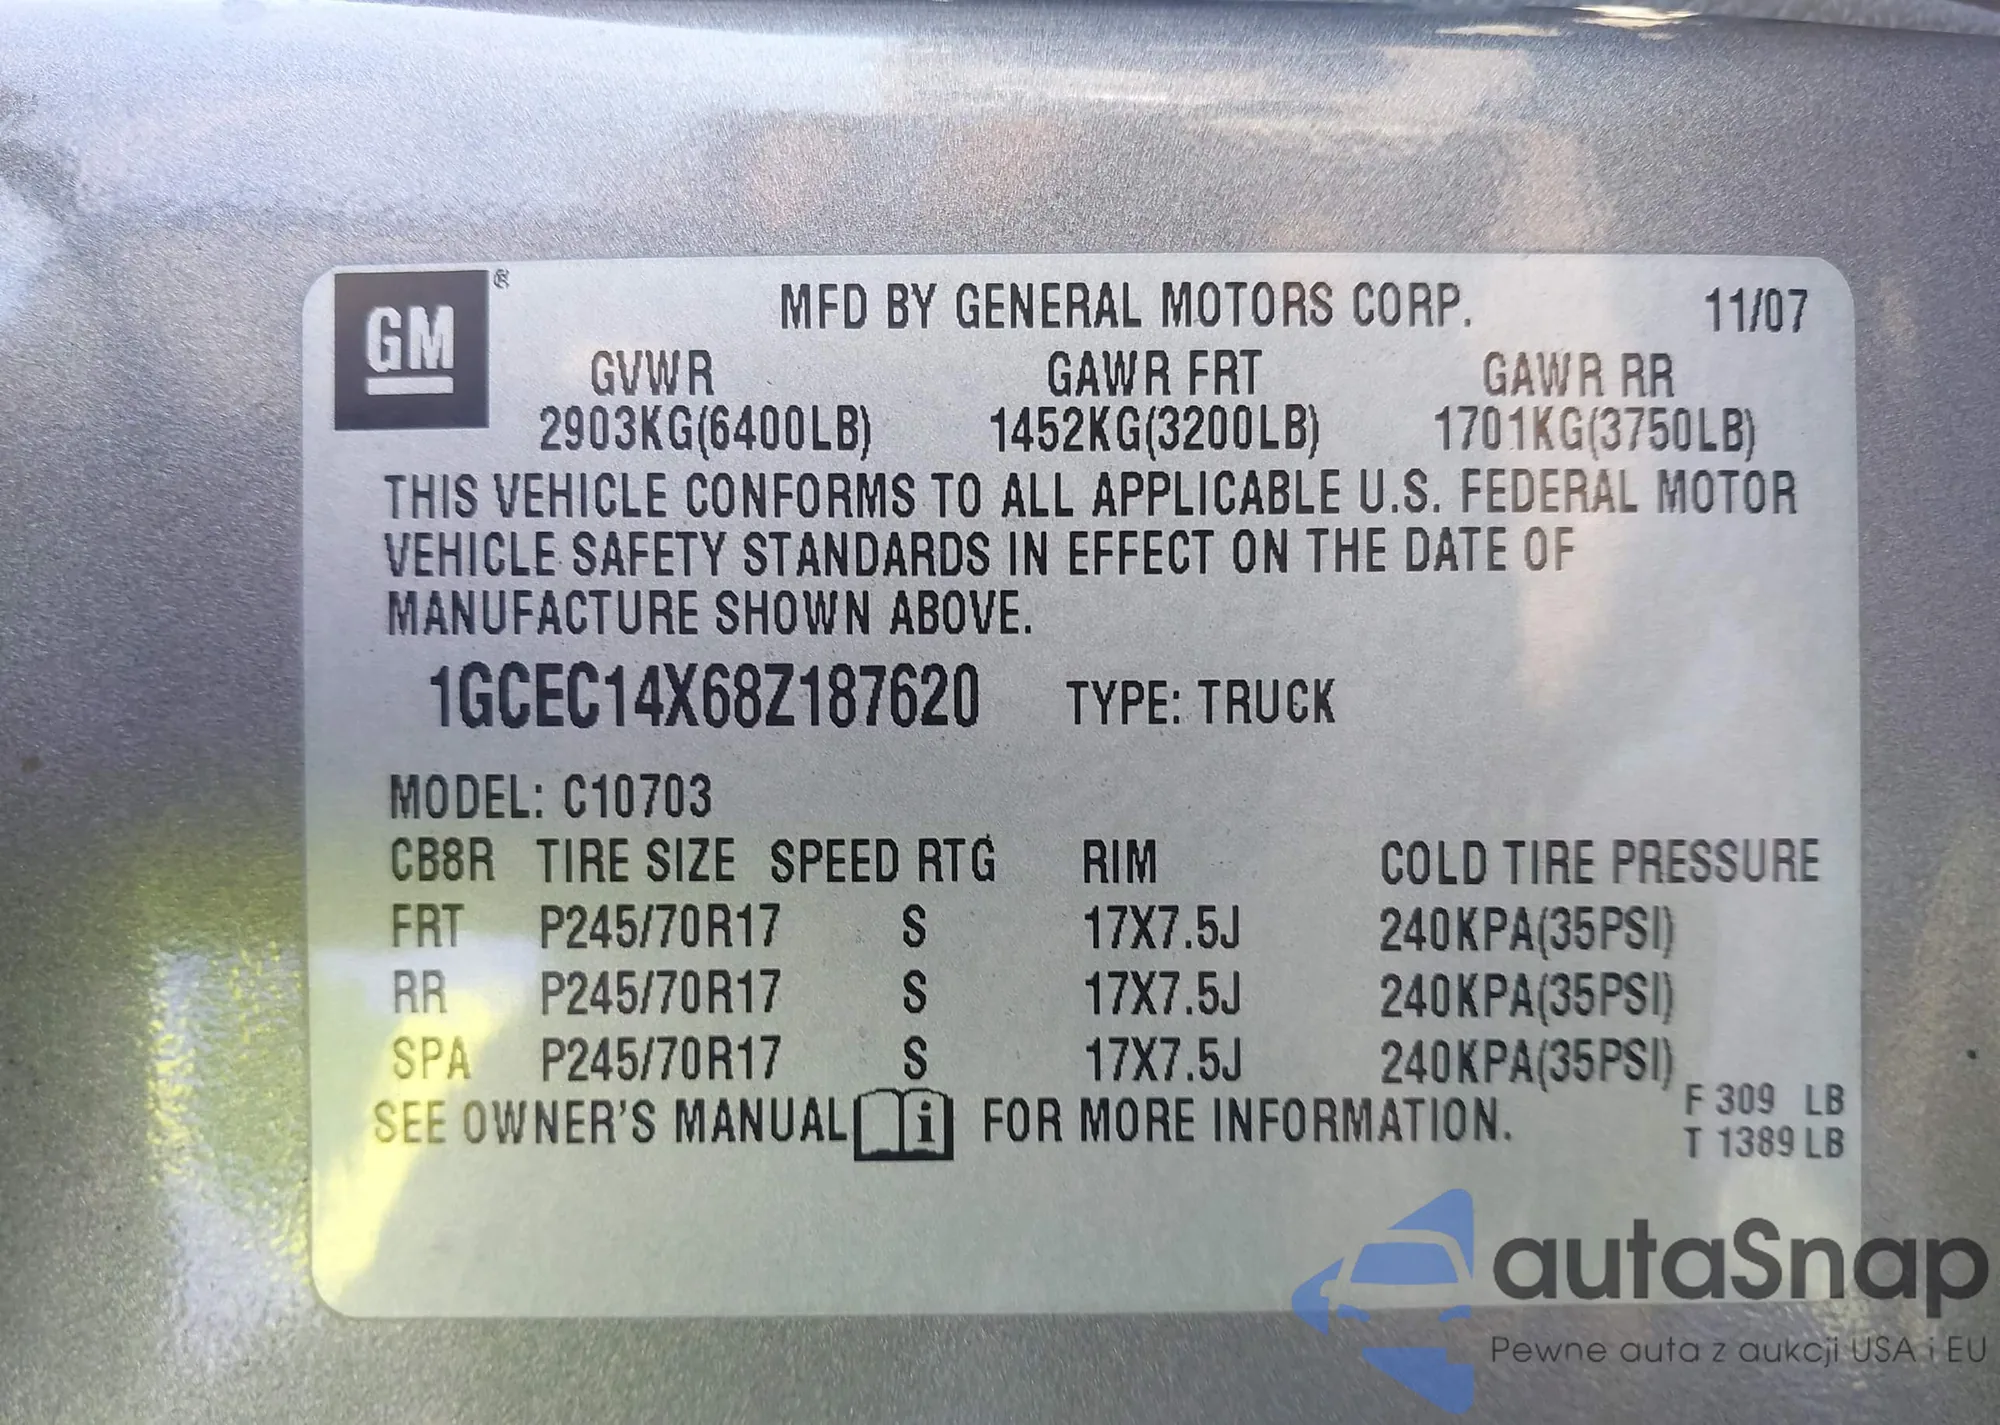 GM ®
MFD BY GENERAL MOTORS CORP. 11/07
GVWR GAWR FRT GAWR RR
2903KG(6400LB) 1452KG(3200LB) 1701KG(3750LB)
THIS VEHICLE CONFORMS TO ALL APPLICABLE U.S. FEDERAL MOTOR
VEHICLE SAFETY STANDARDS IN EFFECT ON THE DATE OF
MANUFACTURE SHOWN ABOVE.
1GCEC14X68Z187620 TYPE: TRUCK
MODEL: C10703
CB8R TIRE SIZE SPEED RTG RIM COLD TIRE PRESSURE
FRT P245/70R17 S 17X7.5J 240KPA(35PSI)
RR P245/70R17 S 17X7.5J 240KPA(35PSI)
SPA P245/70R17 S 17X7.5J 240KPA(35PSI)
SEE OWNER'S MANUAL i FOR MORE INFORMATION.
F 309 LB
T 1389 LB
autaSnap
Pewne auta z aukcji USA i EU